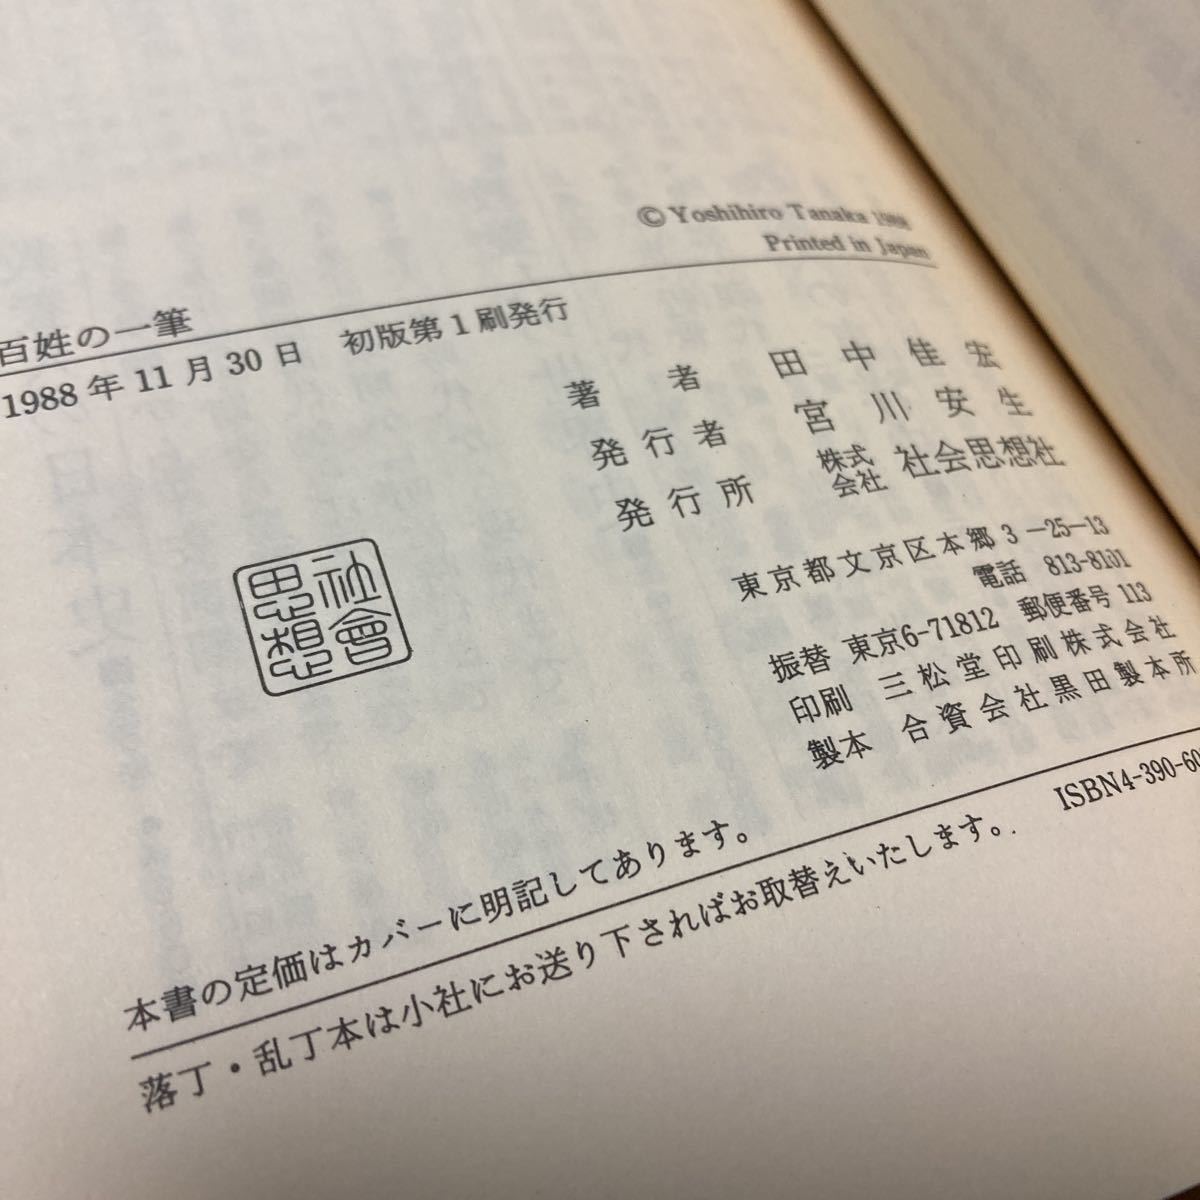 © Yoshihiro Tanaka 1988
Printed in Japan
百姓の一筆
1988年11月30日 初版第1刷発行
著者 田中佳宏
発行者 宮川安生
発行所 株式会社 社会思想社
東京都文京区本郷3-25-13
電話 813-8101
振替 東京6-71812 郵便番号 113
印刷 三松堂印刷株式会社
製本 合資会社黒田製本所
社會思想
ISBN4-390-60
本書の定価はカバーに明記してあります。
落丁・乱丁本は小社にお送り下さればお取替えいたします。